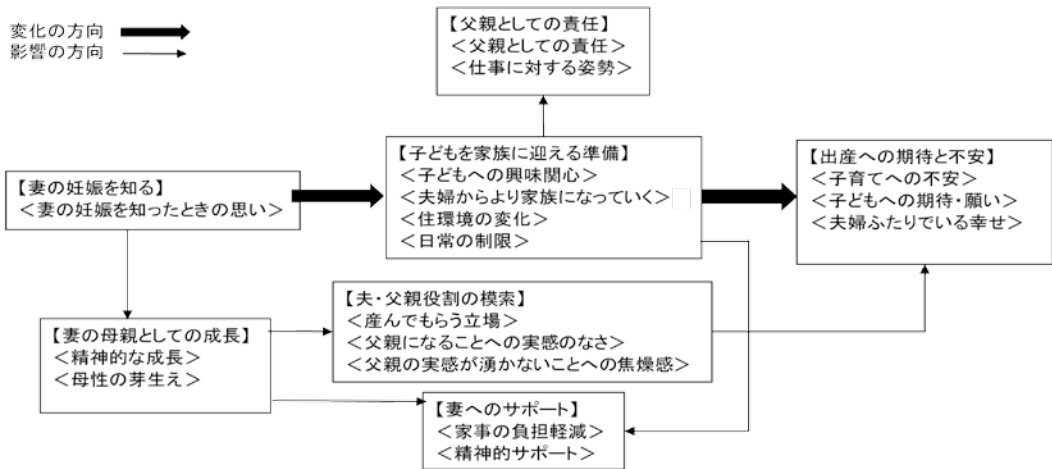 変化の方向
影響の方向
【父親としての責任】
＜父親としての責任＞
＜仕事に対する姿勢＞
【妻の妊娠を知る】
＜妻の妊娠を知ったときの思い＞
【子どもを家族に迎える準備】
＜子どもへの興味関心＞
＜夫婦からより家族になっていく＞
＜住環境の変化＞
＜日常の制限＞
【出産への期待と不安】
＜子育てへの不安＞
＜子どもへの期待・願い＞
＜夫婦ふたりでいる幸せ＞
【妻の母親としての成長】
＜精神的な成長＞
＜母性の芽生え＞
【夫・父親役割の模索】
＜産んでもらう立場＞
＜父親になることへの実感のなさ＞
＜父親の実感が湧かないことへの焦燥感＞
【妻へのサポート】
＜家事の負担軽減＞
＜精神的サポート＞